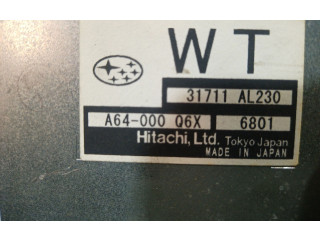 WT
31711 AL230
A64-000 Q6X 6801
Hitachi, Ltd. Tokyo Japan
MADE IN JAPAN